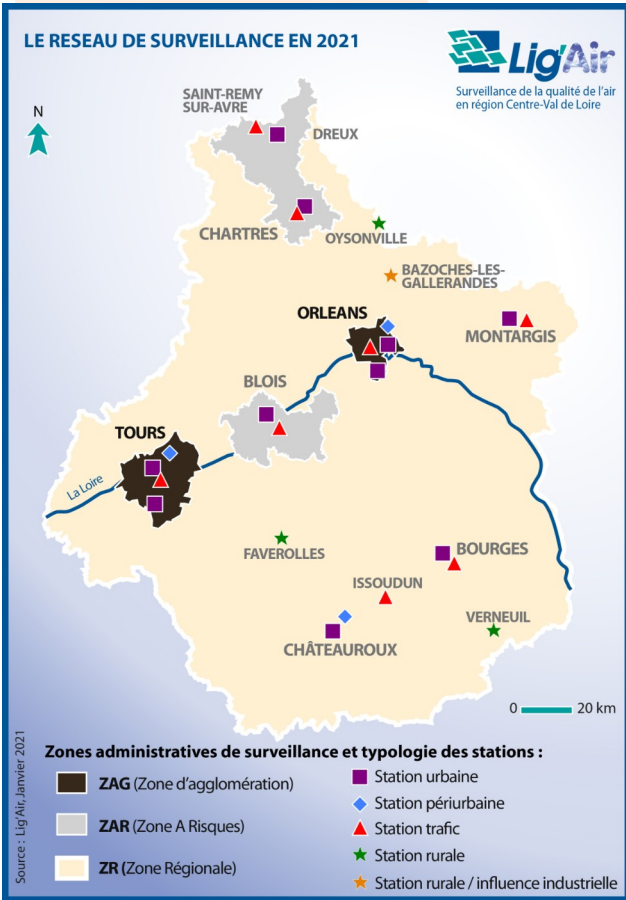 LE RESEAU DE SURVEILLANCE EN 2021
Lig'Air
Surveillance de la qualité de l'air
en région Centre-Val de Loire
N
SAINT-REMY
SUR-AVRE
DREUX
CHARTRES
OYSONVILLE
BAZOCHES-LES-
GALLERANDES
ORLEANS
MONTARGIS
BLOIS
TOURS
La Loire
FAVEROLLES
BOURGES
ISSOUDUN
VERNEUIL
CHÂTEAUROUX
0 20 km
Zones administratives de surveillance et typologie des stations :
ZAG (Zone d'agglomération)
ZAR (Zone A Risques)
ZR (Zone Régionale)
Station urbaine
Station périurbaine
Station trafic
Station rurale
Station rurale / influence industrielle
Source : Lig'Air, Janvier 2021